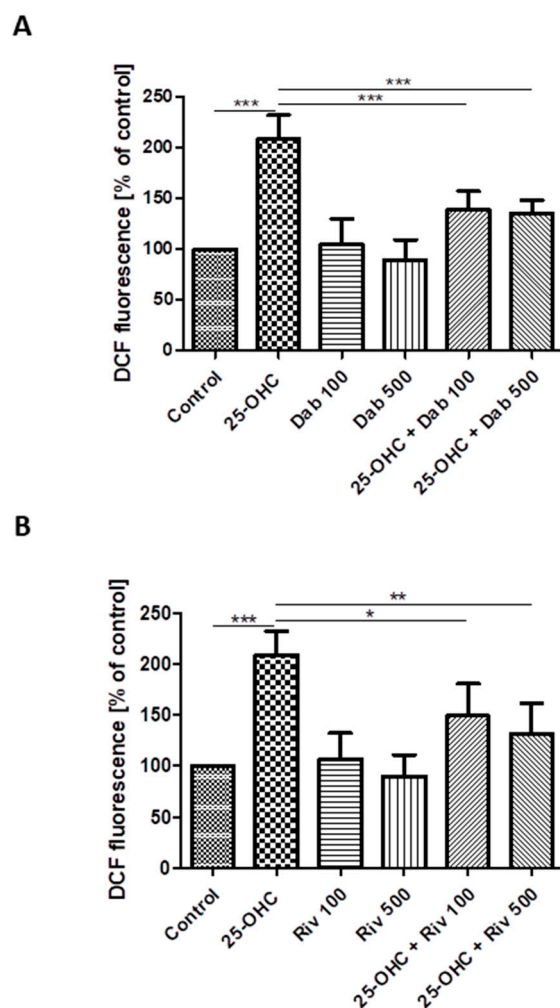 A
DCF fluorescence [% of control]
250
200
150
100
50
0
***
***
***
Control
25-OHC
Dab 100
Dab 500
25-OHC + Dab 100
25-OHC + Dab 500
B
DCF fluorescence [% of control]
250
200
150
100
50
0
**
*
***
Control
25-OHC
Riv 100
Riv 500
25-OHC + Riv 100
25-OHC + Riv 500